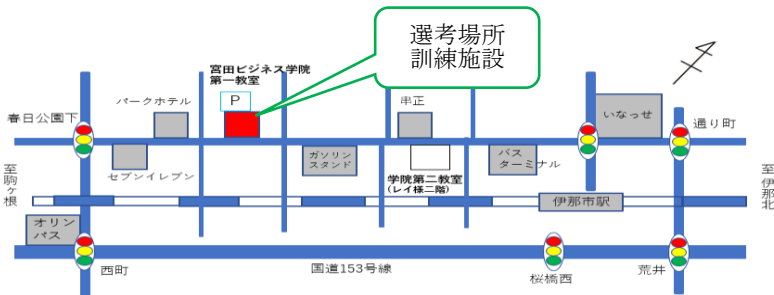 選考場所
訓練施設
宮田ビジネス学院
第一教室
P
パークホテル
串正
いなっせ
春日公園下
通り町
セブンイレブン
ガソリン
スタンド
学院第二教室
(レイ様二階)
バス
ターミナル
至駒ヶ根
至伊那北
伊那市駅
オリン
パス
西町
国道153号線
桜橋西
荒井